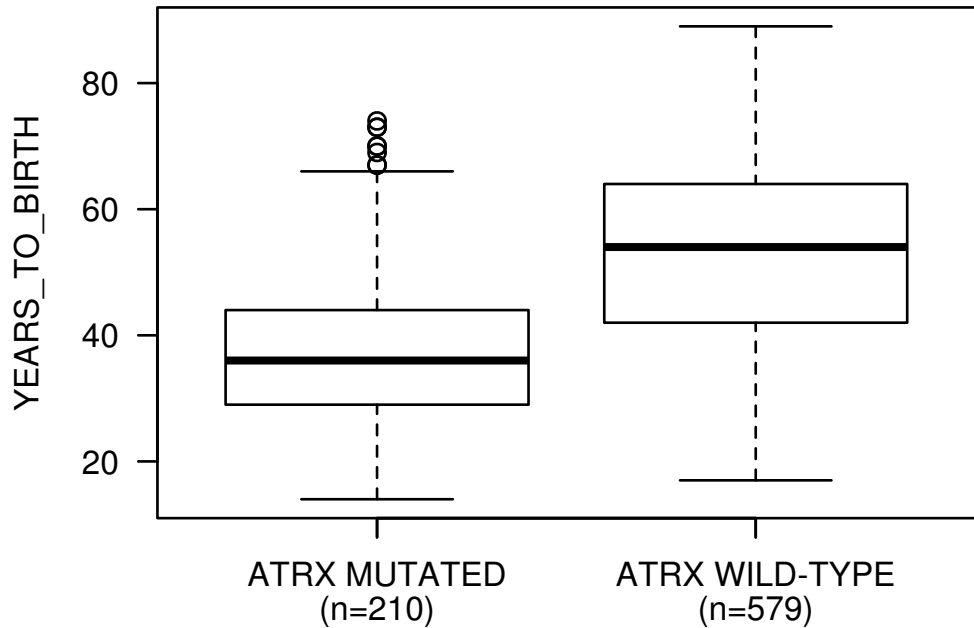 YEARS_TO_BIRTH
80
60
40
20
ATRX MUTATED
(n=210)
ATRX WILD-TYPE
(n=579)